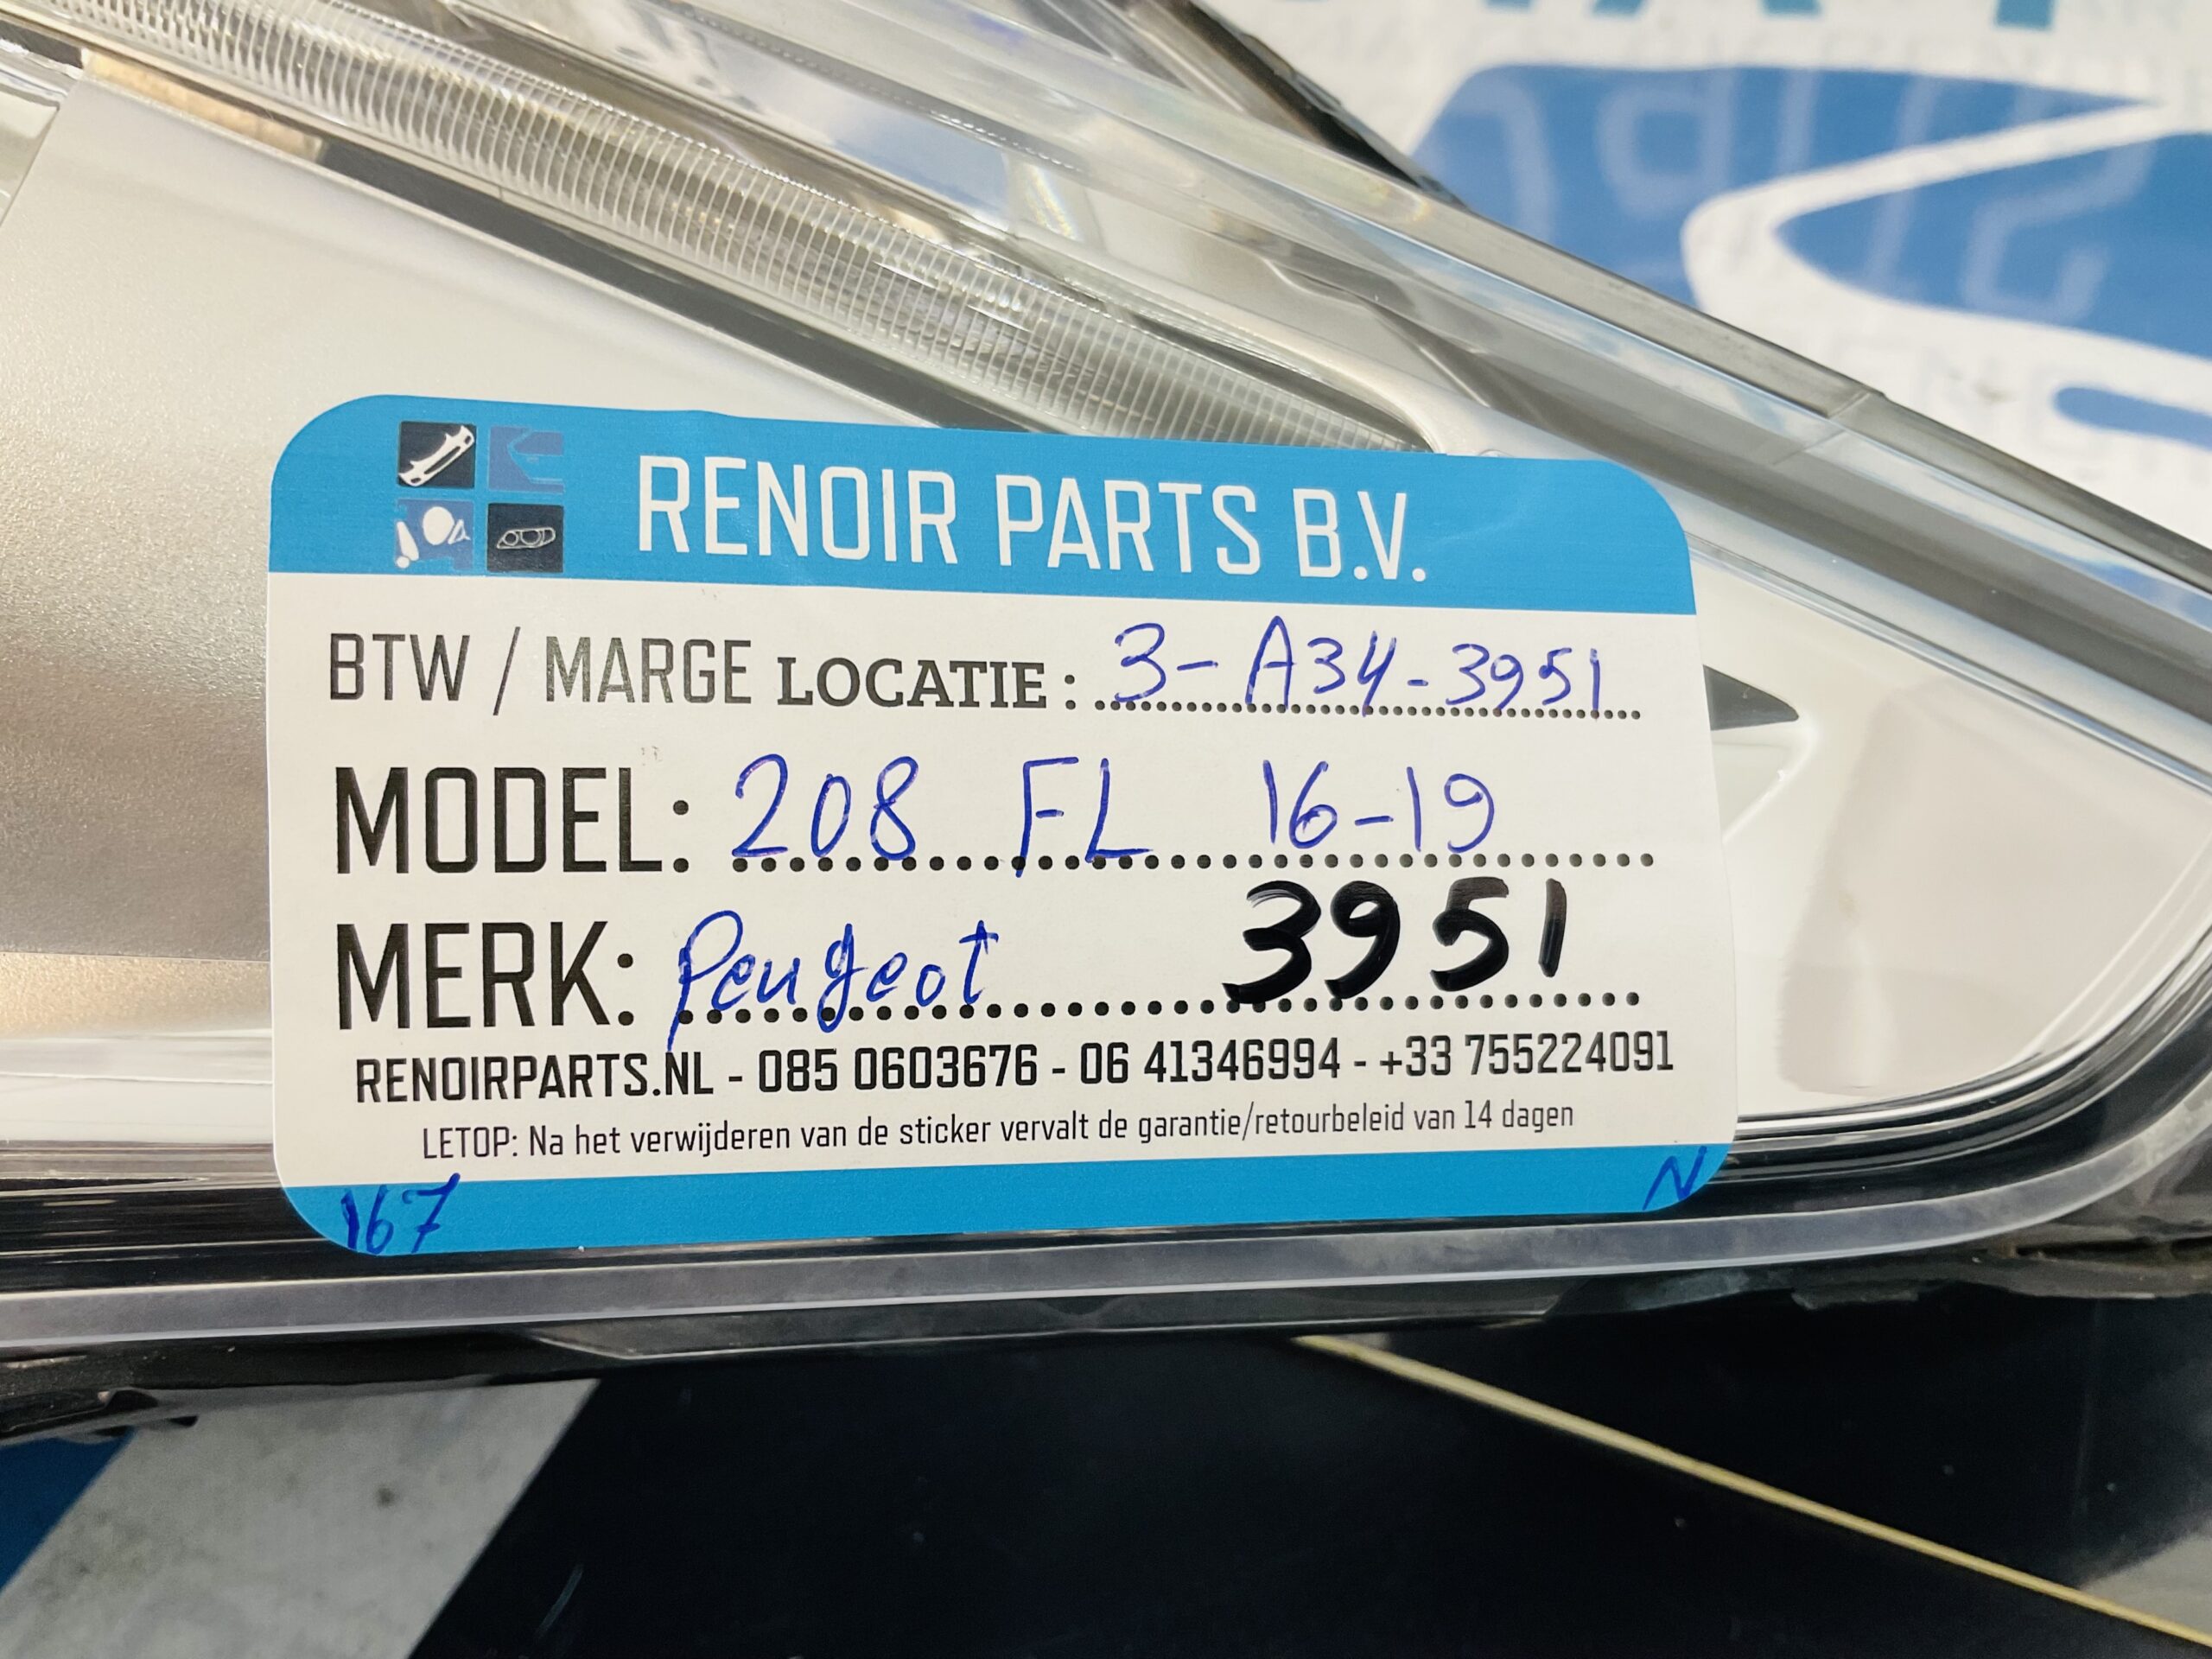 RENOIR PARTS B.V.
BTW / MARGE LOCATIE : 3-A34-3951
MODEL: 208 FL 16-19
MERK: Peugeot 3951
RENOIRPARTS.NL - 085 0603676 - 06 41346994 - +33 755224091
LETOP: Na het verwijderen van de sticker vervalt de garantie/retourbeleid van 14 dagen
167 N